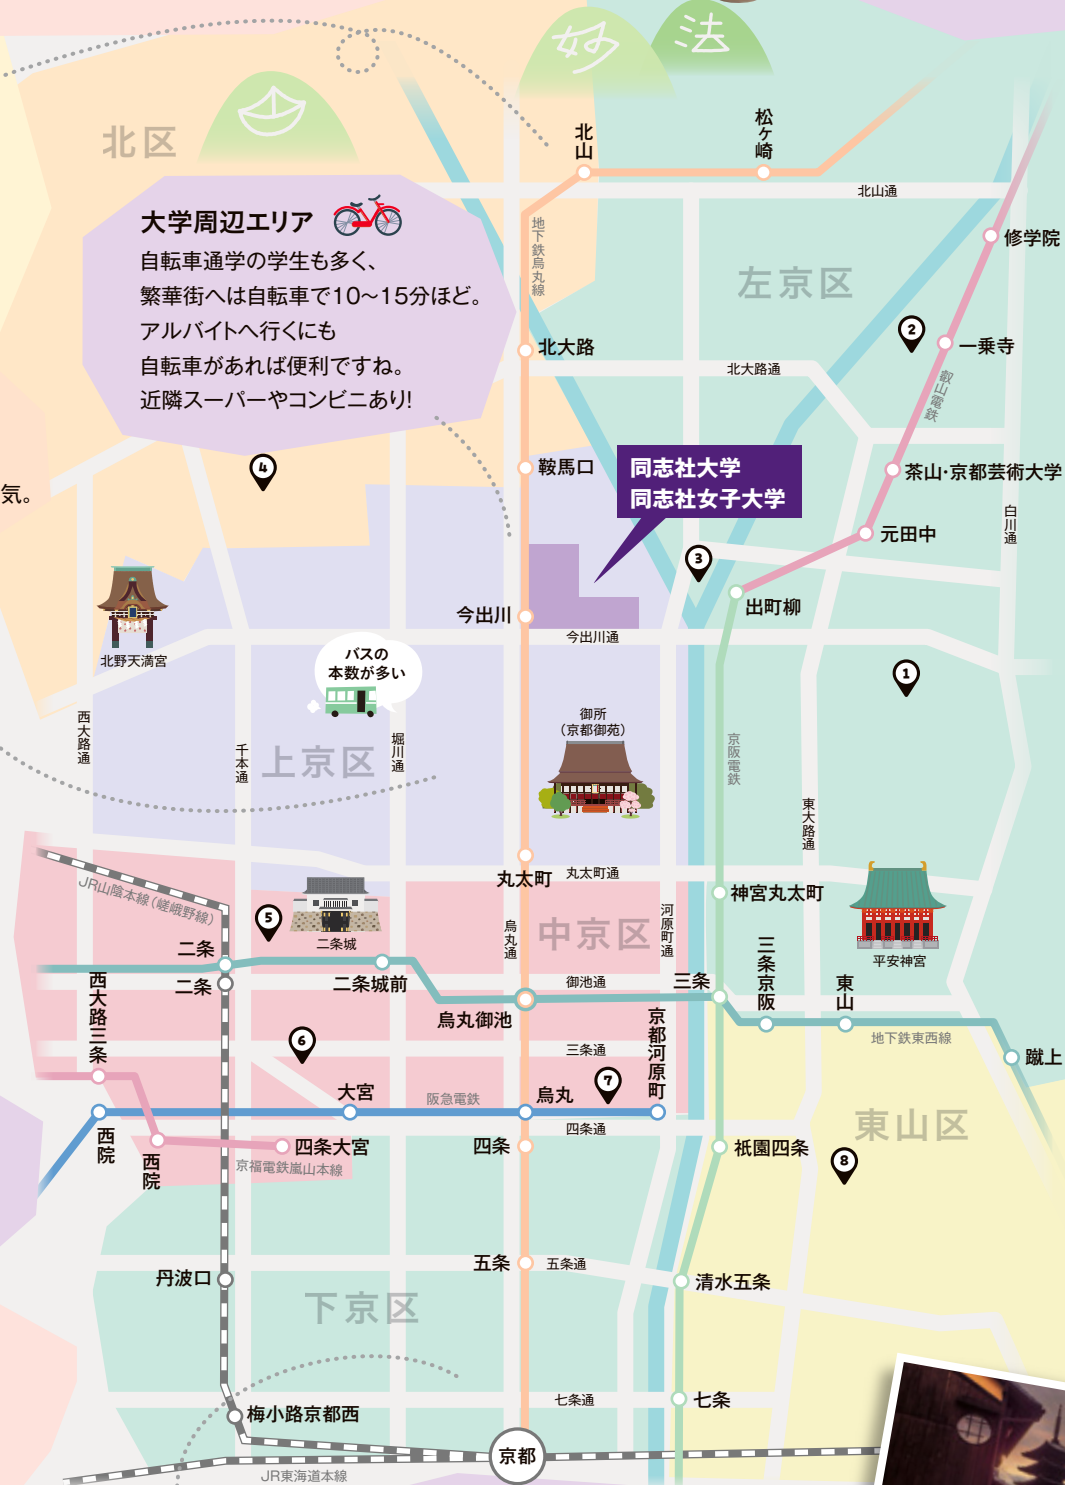 妙
法
北区
北山
松ヶ崎
北山通
大学周辺エリア
自転車通学の学生も多く、
繁華街へは自転車で10〜15分ほど。
アルバイトへ行くにも
自転車があれば便利ですね。
近隣スーパーやコンビニあり!
地下鉄烏丸線
修学院
左京区
2
一乗寺
北大路
北大路通
叡山電鉄
4
鞍馬口
同志社大学
同志社女子大学
茶山・京都芸術大学
気。
白川通
元田中
3
出町柳
今出川
今出川通
北野天満宮
バスの
本数が多い
1
西大路通
千本通
上京区
堀川通
御所
（京都御苑）
京阪電鉄
東大路通
丸太町
丸太町通
神宮丸太町
JR山陰本線（嵯峨野線）
5
二条城
烏丸通
中京区
河原町通
平安神宮
二条
二条
二条城前
御池通
三条
三条京阪
東山
西大路三条
烏丸御池
京都河原町
地下鉄東西線
蹴上
6
三条通
7
大宮
阪急電鉄
烏丸
東山区
西院
西院
四条大宮
京福電鉄嵐山本線
四条
四条通
祇園四条
8
五条
五条通
丹波口
清水五条
下京区
七条通
七条
梅小路京都西
京都
JR東海道本線